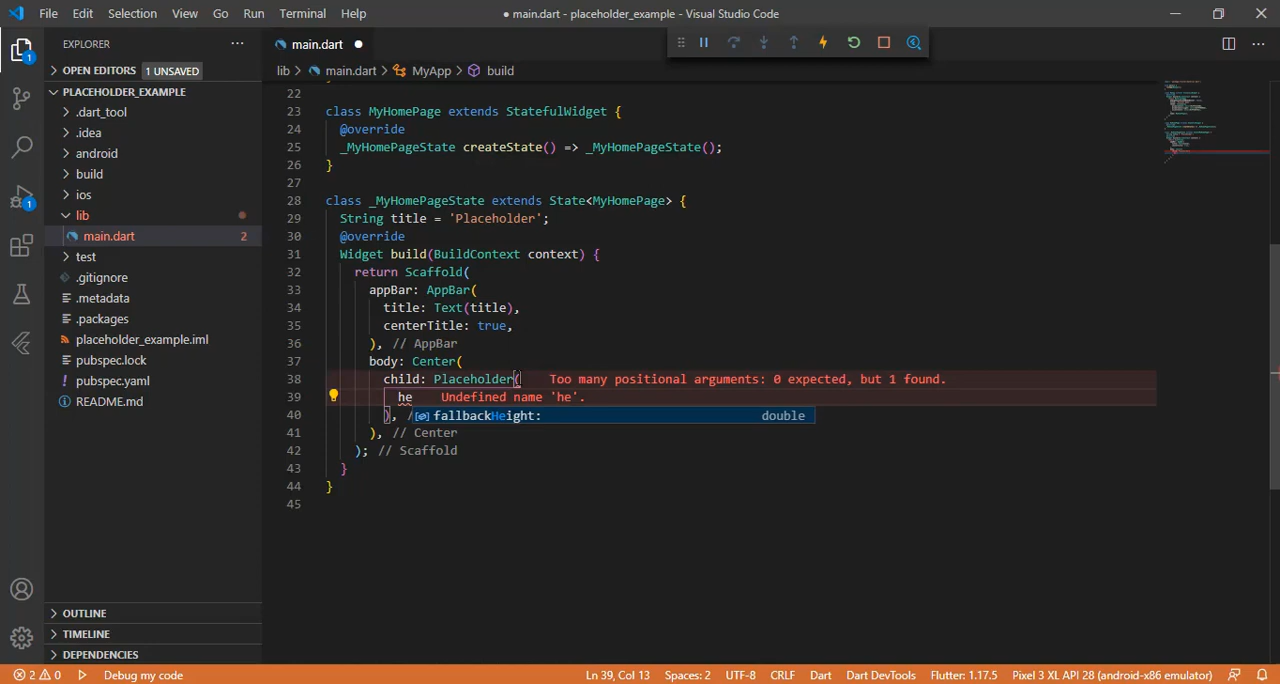 File Edit Selection View Go Run Terminal Help
● main.dart - placeholder_example - Visual Studio Code
EXPLORER
main.dart
OPEN EDITORS 1 UNSAVED
lib > main.dart > MyApp > build
PLACEHOLDER_EXAMPLE
.dart_tool
.idea
android
build
ios
lib
main.dart 2
test
.gitignore
.metadata
.packages
placeholder_example.iml
pubspec.lock
pubspec.yaml
README.md
OUTLINE
TIMELINE
DEPENDENCIES
1
1
22
23 class MyHomePage extends StatefulWidget {
24 @override
25 _MyHomePageState createState() => _MyHomePageState();
26 }
27
28 class _MyHomePageState extends State<MyHomePage> {
29 String title = 'Placeholder';
30 @override
31 Widget build(BuildContext context) {
32 return Scaffold(
33 appBar: AppBar(
34 title: Text(title),
35 centerTitle: true,
36 ), // AppBar
37 body: Center(
38 child: Placeholder( Too many positional arguments: 0 expected, but 1 found.
39 he Undefined name 'he'.
40 ), / fallbackHeight: double
41 ), // Center
42 ); // Scaffold
43 }
44 }
45
2 0 Debug my code Ln 39, Col 13 Spaces: 2 UTF-8 CRLF Dart Dart DevTools Flutter: 1.17.5 Pixel 3 XL API 28 (android-x86 emulator)